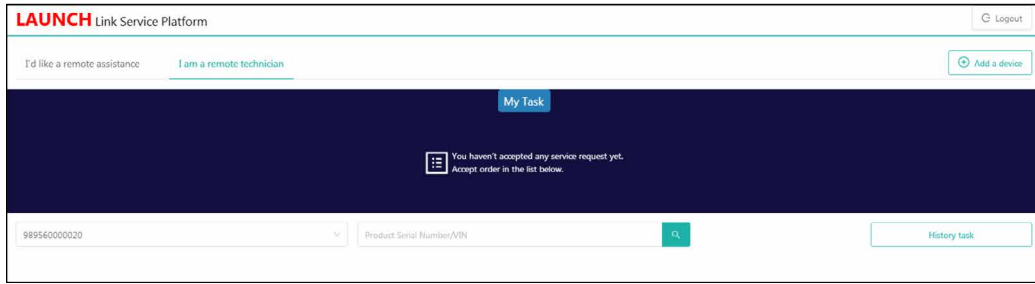 LAUNCH Link Service Platform
Logout
I'd like a remote assistance
I am a remote technician
Add a device
My Task
You haven't accepted any service request yet.
Accept order in the list below.
989560000020
Product Serial Number/VIN
History task